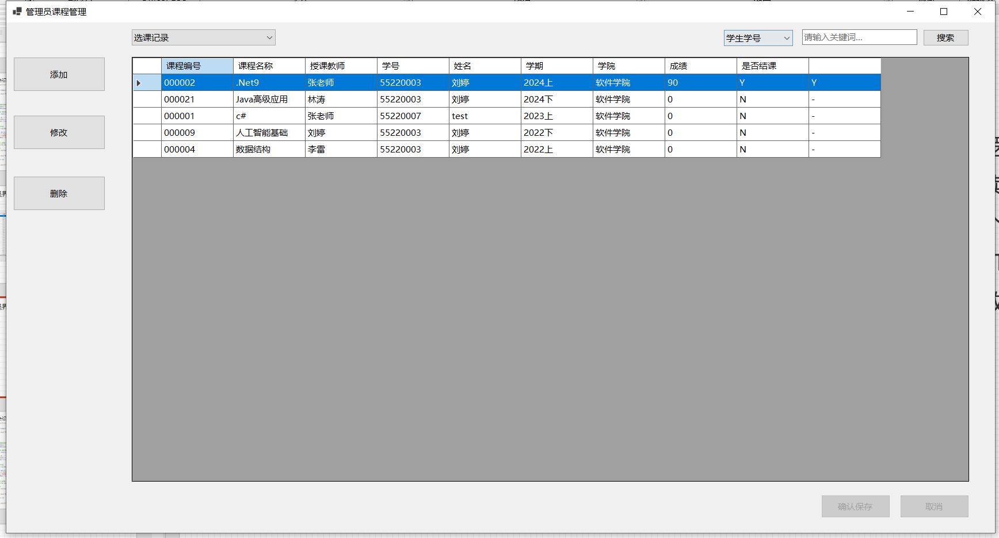 管理员课程管理
选课记录 学生学号 请输入关键词... 搜索
添加
修改
删除
课程编号 课程名称 授课教师 学号 姓名 学期 学院 成绩 是否结课
000002 .Net9 张老师 55220003 刘婷 2024上 软件学院 90 Y Y
000021 Java高级应用 林涛 55220003 刘婷 2024下 软件学院 0 N -
000001 c# 张老师 55220007 test 2023上 软件学院 0 N -
000009 人工智能基础 刘婷 55220003 刘婷 2022下 软件学院 0 N -
000004 数据结构 李雷 55220003 刘婷 2022上 软件学院 0 N -
确认保存 取消